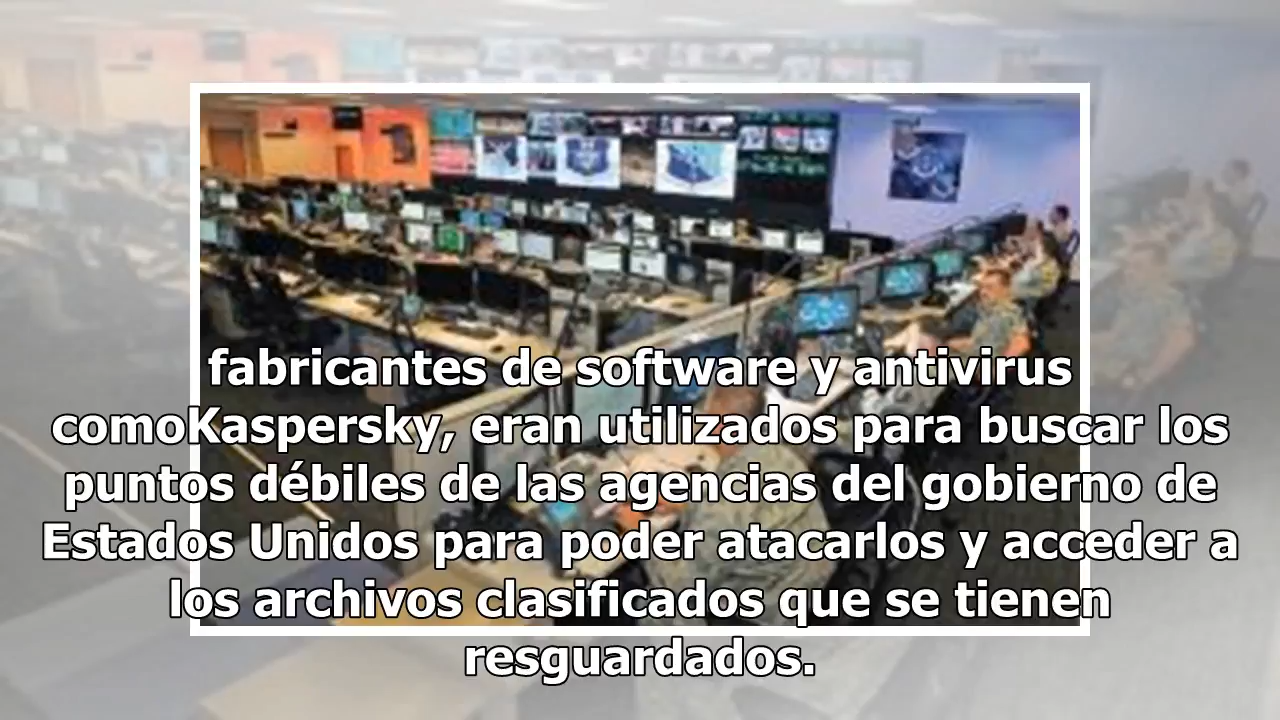 fabricantes de software y antivirus
comoKaspersky, eran utilizados para buscar los
puntos débiles de las agencias del gobierno de
Estados Unidos para poder atacarlos y acceder a
los archivos clasificados que se tienen
resguardados.